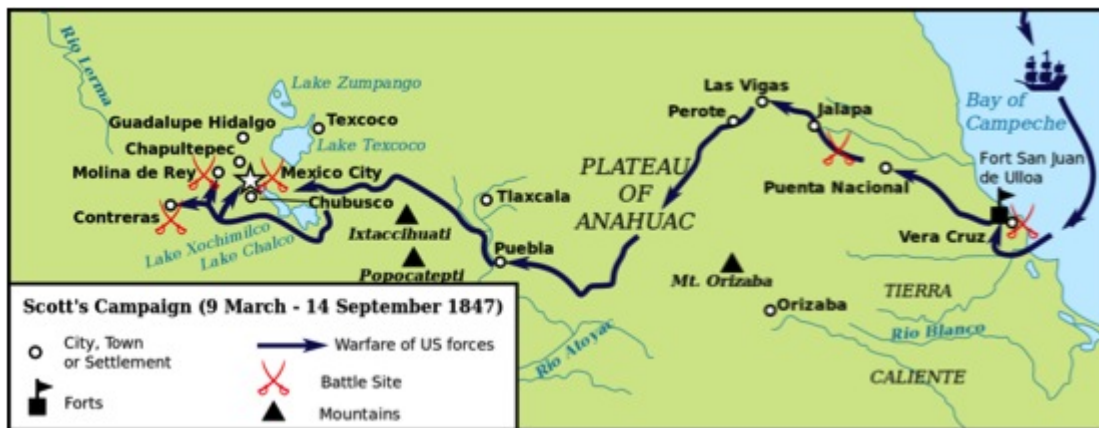 Rio Lerma
Lake Zumpango
Guadalupe Hidalgo
Texcoco
Lake Texcoco
Chapultepec
Molina de Rey
Mexico City
Contreras
Chubusco
Lake Xochimilco
Lake Chalco
Ixtaccihuati
Popocatepti
Tlaxcala
Puebla
PLATEAU
OF
ANAHUAC
Las Vigas
Perote
Jalapa
Puenta Nacional
Bay of
Campeche
Fort San Juan
de Ulloa
Vera Cruz
Mt. Orizaba
Orizaba
TIERRA
Rio Blanco
CALIENTE
Rio Atoyac
Scott's Campaign (9 March - 14 September 1847)
City, Town
or Settlement
Forts
Warfare of US forces
Battle Site
Mountains